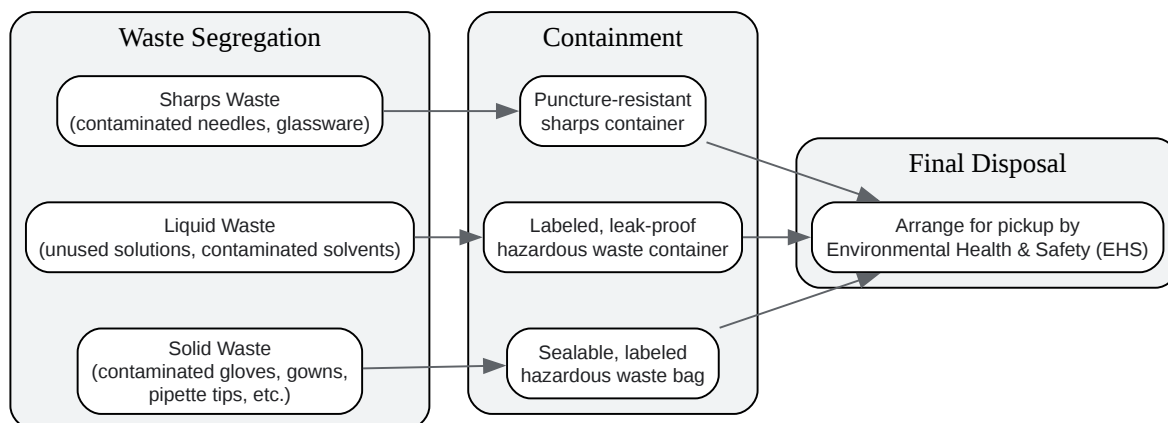 Waste Segregation
Sharps Waste
(contaminated needles, glassware)
Liquid Waste
(unused solutions, contaminated solvents)
Solid Waste
(contaminated gloves, gowns,
pipette tips, etc.)
Containment
Puncture-resistant
sharps container
Labeled, leak-proof
hazardous waste container
Sealable, labeled
hazardous waste bag
Final Disposal
Arrange for pickup by
Environmental Health & Safety (EHS)